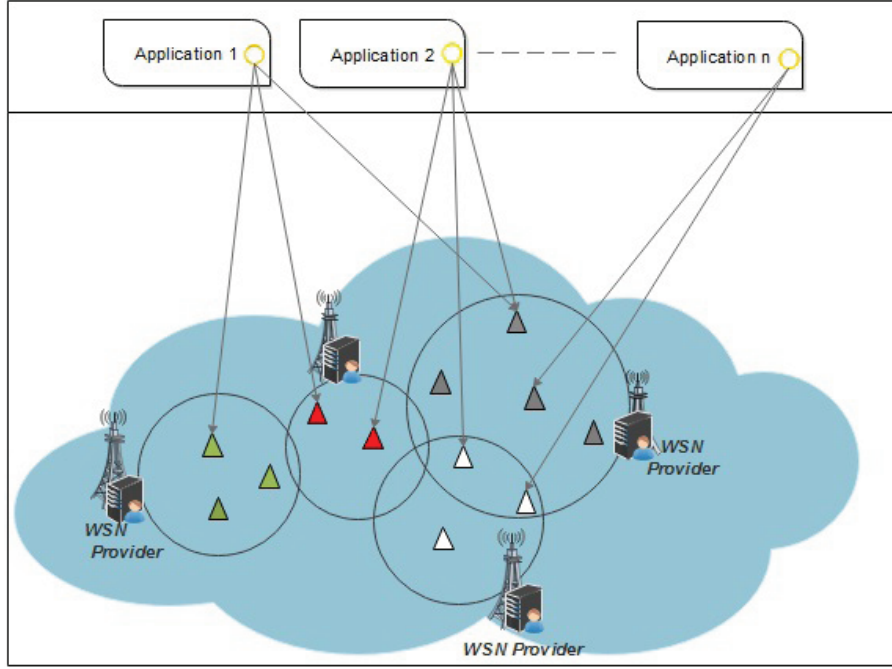 Application 1
Application 2
Application n
WSN
Provider
WSN
Provider
WSN Provider